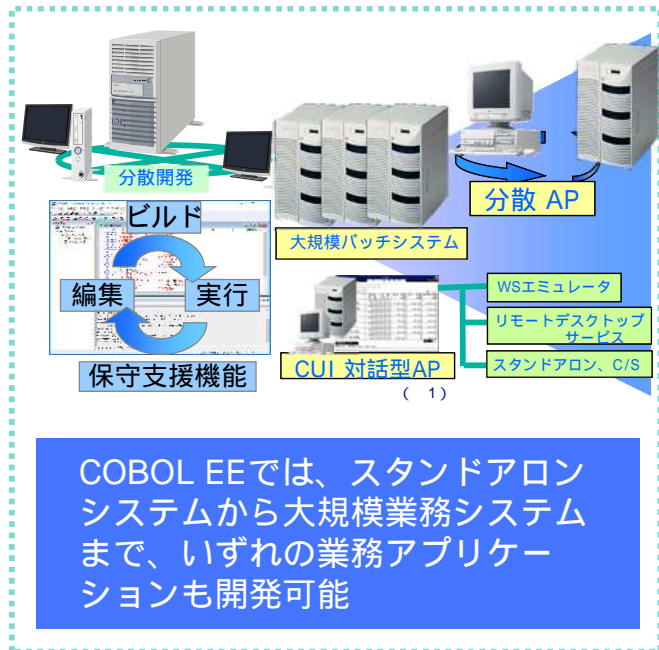 分散開発
大規模バッチシステム
分散 AP
ビルド
編集
実行
保守支援機能
CUI 対話型AP
( 1)
WSエミュレータ
リモートデスクトップ
サービス
スタンドアロン、C/S
COBOL EEでは、スタンドアロン
システムから大規模業務システム
まで、いずれの業務アプリケー
ションも開発可能